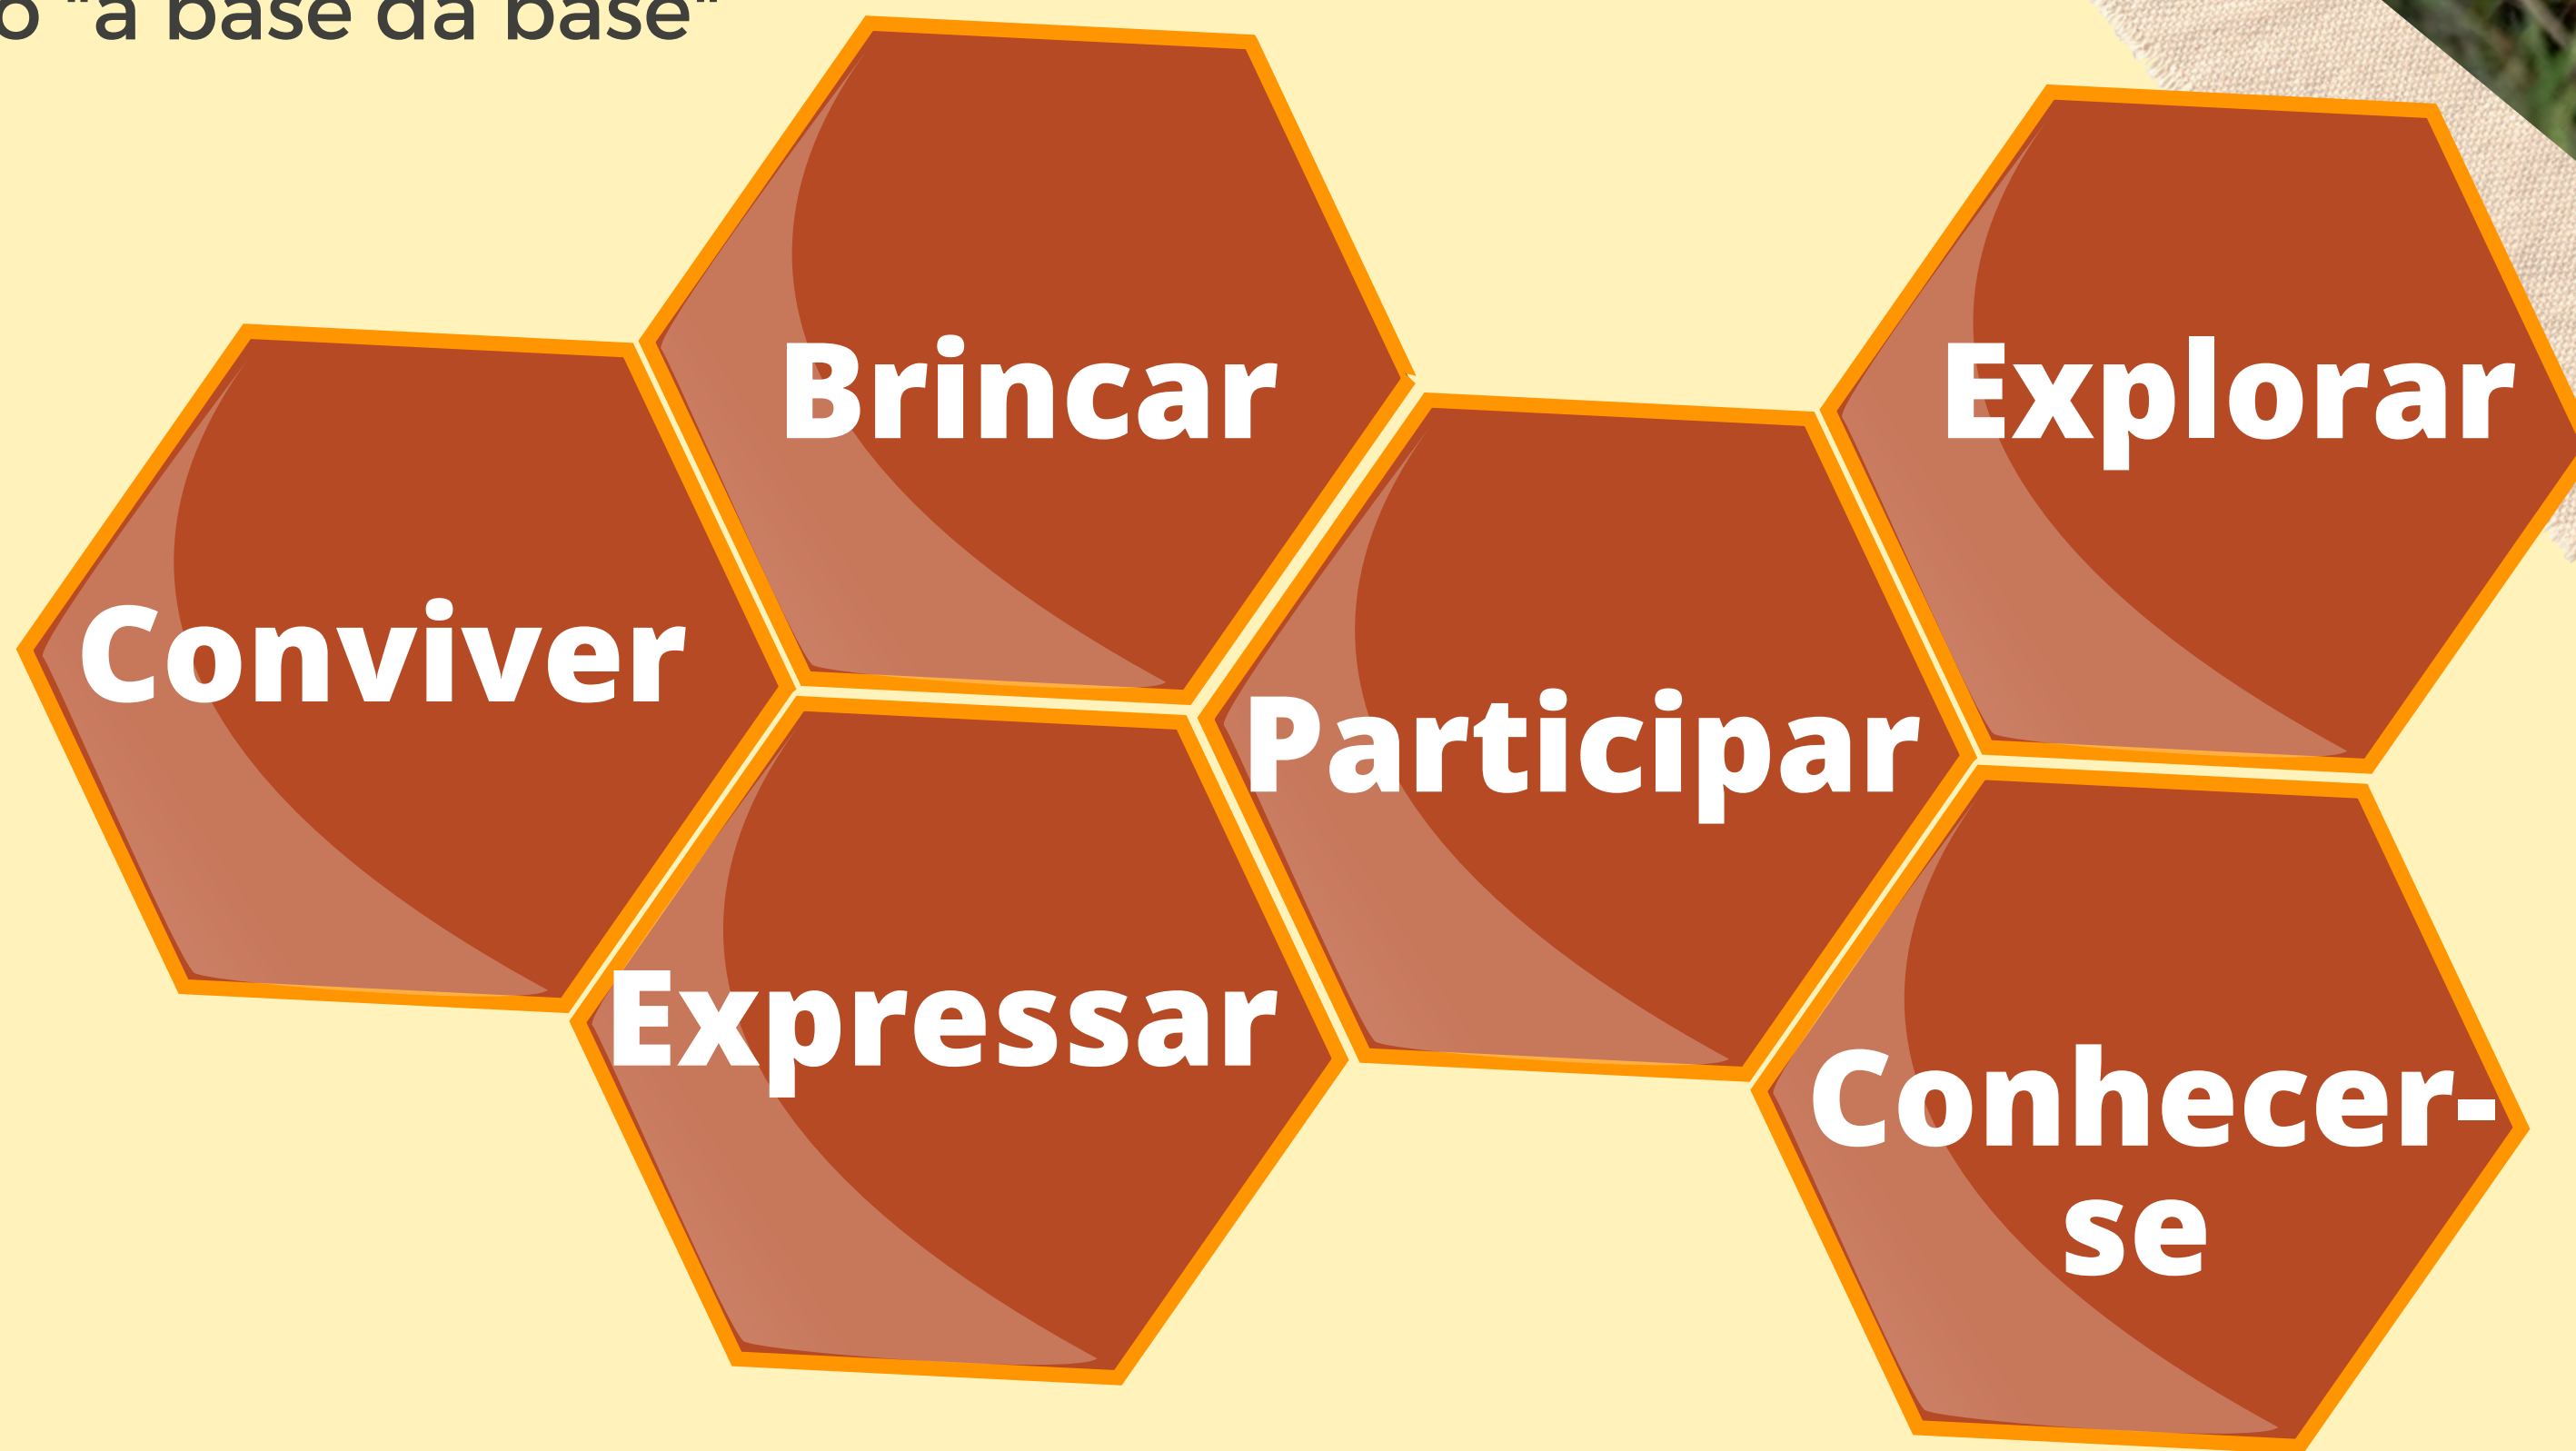 o "a base da base"
Brincar
Explorar
Conviver
Participar
Expressar
Conhecer-
se